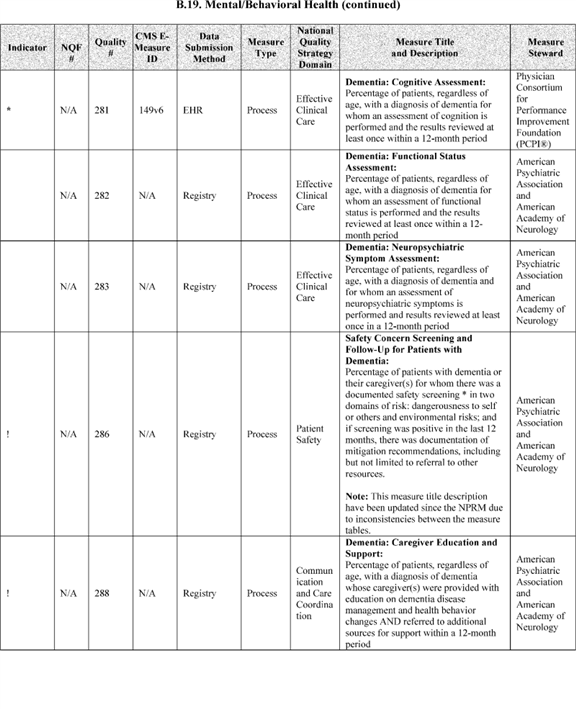 B.19. Mental/Behavioral Health (continued)
Indicator
NQF
#
Quality
#
CMS E-
Measure
ID
Data
Submission
Method
Measure
Type
National
Quality
Strategy
Domain
Measure Title
and Description
Measure
Steward
*
N/A
281
149v6
EHR
Process
Effective
Clinical
Care
Dementia: Cognitive Assessment:
Percentage of patients, regardless of
age, with a diagnosis of dementia for
whom an assessment of cognition is
performed and the results reviewed at
least once within a 12-month period
Physician
Consortium
for
Performance
Improvement
Foundation
(PCPI®)
N/A
282
N/A
Registry
Process
Effective
Clinical
Care
Dementia: Functional Status
Assessment:
Percentage of patients, regardless of
age, with a diagnosis of dementia for
whom an assessment of functional
status is performed and the results
reviewed at least once within a 12-
month period
American
Psychiatric
Association
and
American
Academy of
Neurology
N/A
283
N/A
Registry
Process
Effective
Clinical
Care
Dementia: Neuropsychiatric
Symptom Assessment:
Percentage of patients, regardless of
age, with a diagnosis of dementia and
for whom an assessment of
neuropsychiatric symptoms is
performed and results reviewed at least
once in a 12-month period
American
Psychiatric
Association
and
American
Academy of
Neurology
!
N/A
286
N/A
Registry
Process
Patient
Safety
Safety Concern Screening and
Follow-Up for Patients with
Dementia:
Percentage of patients with dementia or
their caregiver(s) for whom there was a
documented safety screening * in two
domains of risk: dangerousness to self
or others and environmental risks; and
if screening was positive in the last 12
months, there was documentation of
mitigation recommendations, including
but not limited to referral to other
resources.
Note: This measure title description
have been updated since the NPRM due
to inconsistencies between the measure
tables.
American
Psychiatric
Association
and
American
Academy of
Neurology
!
N/A
288
N/A
Registry
Process
Commun
ication
and Care
Coordina
tion
Dementia: Caregiver Education and
Support:
Percentage of patients, regardless of
age, with a diagnosis of dementia
whose caregiver(s) were provided with
education on dementia disease
management and health behavior
changes AND referred to additional
sources for support within a 12-month
period
American
Psychiatric
Association
and
American
Academy of
Neurology